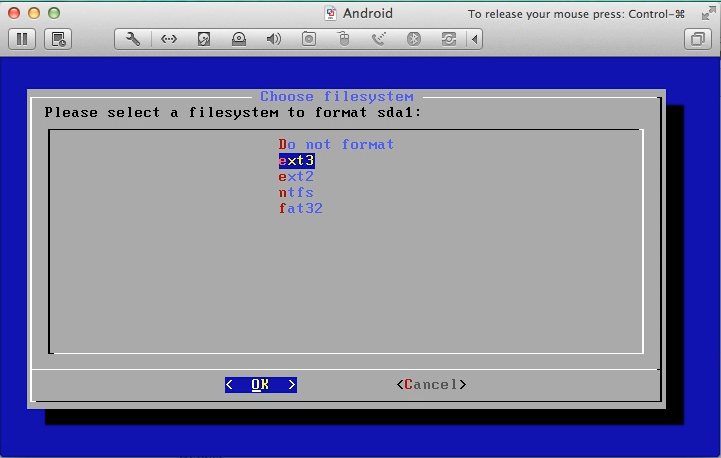 Android
To release your mouse press: Control-⌘
Choose filesystem
Please select a filesystem to format sda1:
Do not format
ext3
ext2
ntfs
fat32
< OK >
<Cancel>